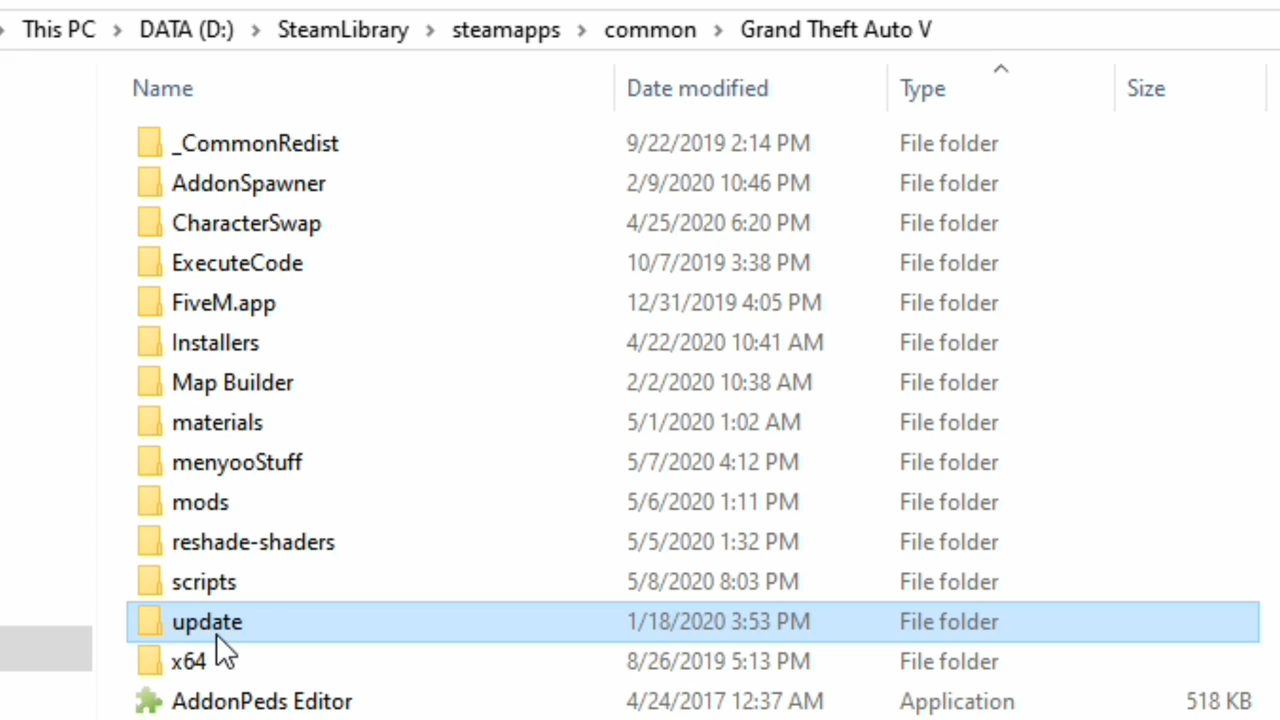 This PC > DATA (D:) > SteamLibrary > steamapps > common > Grand Theft Auto V
Name Date modified Type Size
_CommonRedist 9/22/2019 2:14 PM File folder
AddonSpawner 2/9/2020 10:46 PM File folder
CharacterSwap 4/25/2020 6:20 PM File folder
ExecuteCode 10/7/2019 3:38 PM File folder
FiveM.app 12/31/2019 4:05 PM File folder
Installers 4/22/2020 10:41 AM File folder
Map Builder 2/2/2020 10:38 AM File folder
materials 5/1/2020 1:02 AM File folder
menyooStuff 5/7/2020 4:12 PM File folder
mods 5/6/2020 1:11 PM File folder
reshade-shaders 5/5/2020 1:32 PM File folder
scripts 5/8/2020 8:03 PM File folder
update 1/18/2020 3:53 PM File folder
x64 8/26/2019 5:13 PM File folder
AddonPeds Editor 4/24/2017 12:37 AM Application 518 KB